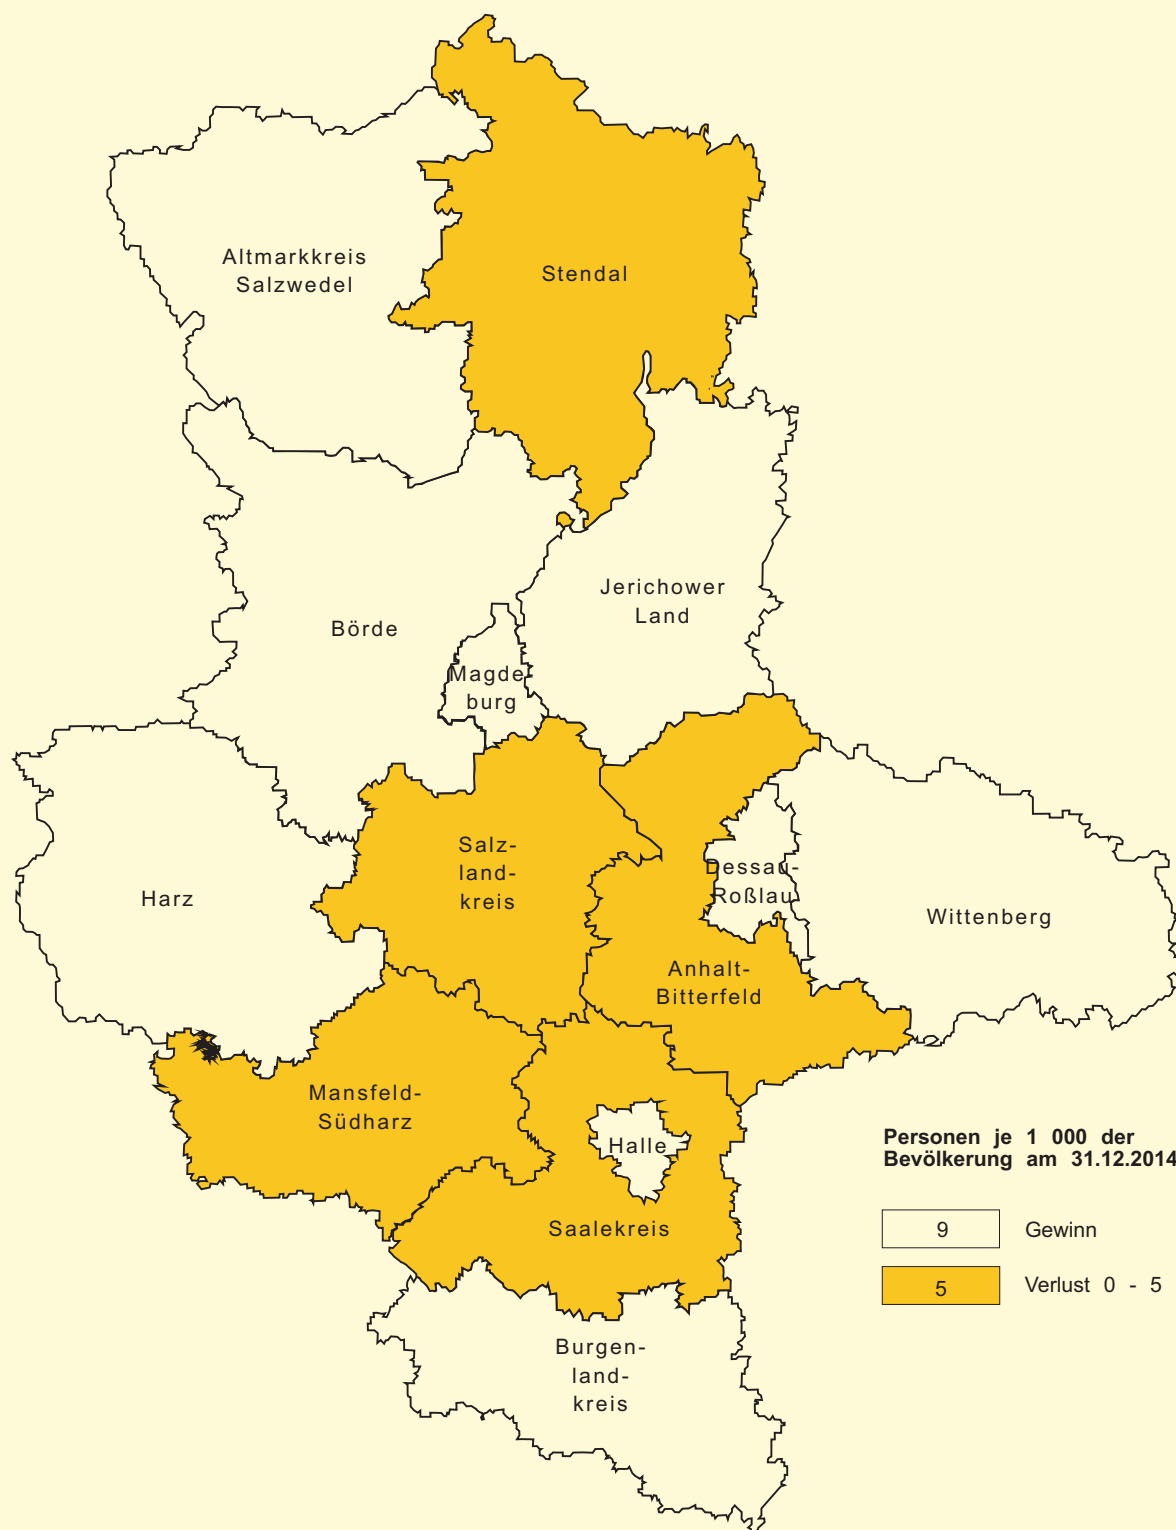 Altmarkkreis
Salzwedel
Stendal
Jerichower
Land
Börde
Magde
burg
Salz-
land-
kreis
Harz
Dessau-
Roßlau
Wittenberg
Anhalt-
Bitterfeld
Mansfeld-
Südharz
Halle
Saalekreis
Burgen-
land-
kreis
Personen je 1 000 der
Bevölkerung am 31.12.2014
9 Gewinn
5 Verlust 0 - 5